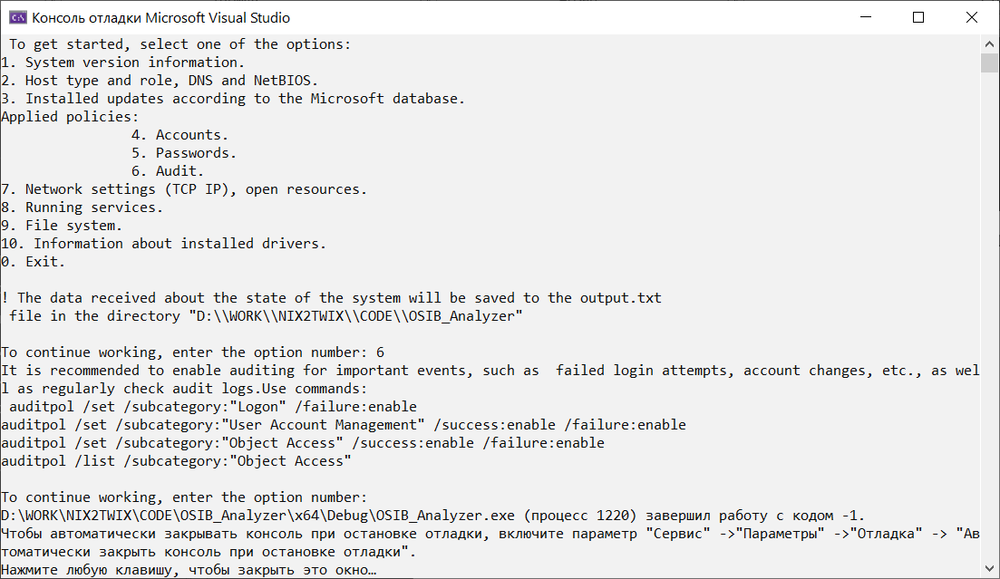 Консоль отладки Microsoft Visual Studio
To get started, select one of the options:
1. System version information.
2. Host type and role, DNS and NetBIOS.
3. Installed updates according to the Microsoft database.
Applied policies:
4. Accounts.
5. Passwords.
6. Audit.
7. Network settings (TCP IP), open resources.
8. Running services.
9. File system.
10. Information about installed drivers.
0. Exit.
! The data received about the state of the system will be saved to the output.txt
file in the directory "D:\\WORK\\NIX2TWIX\\CODE\\OSIB_Analyzer"
To continue working, enter the option number: 6
It is recommended to enable auditing for important events, such as  failed login attempts, account changes, etc., as wel
l as regularly check audit logs.Use commands:
auditpol /set /subcategory:"Logon" /failure:enable
auditpol /set /subcategory:"User Account Management" /success:enable /failure:enable
auditpol /set /subcategory:"Object Access" /success:enable /failure:enable
auditpol /list /subcategory:"Object Access"
To continue working, enter the option number:
D:\WORK\NIX2TWIX\CODE\OSIB_Analyzer\x64\Debug\OSIB_Analyzer.exe (процесс 1220) завершил работу с кодом -1.
Чтобы автоматически закрывать консоль при остановке отладки, включите параметр "Сервис" ->"Параметры" ->"Отладка" -> "Ав
томатически закрыть консоль при остановке отладки".
Нажмите любую клавишу, чтобы закрыть это окно…